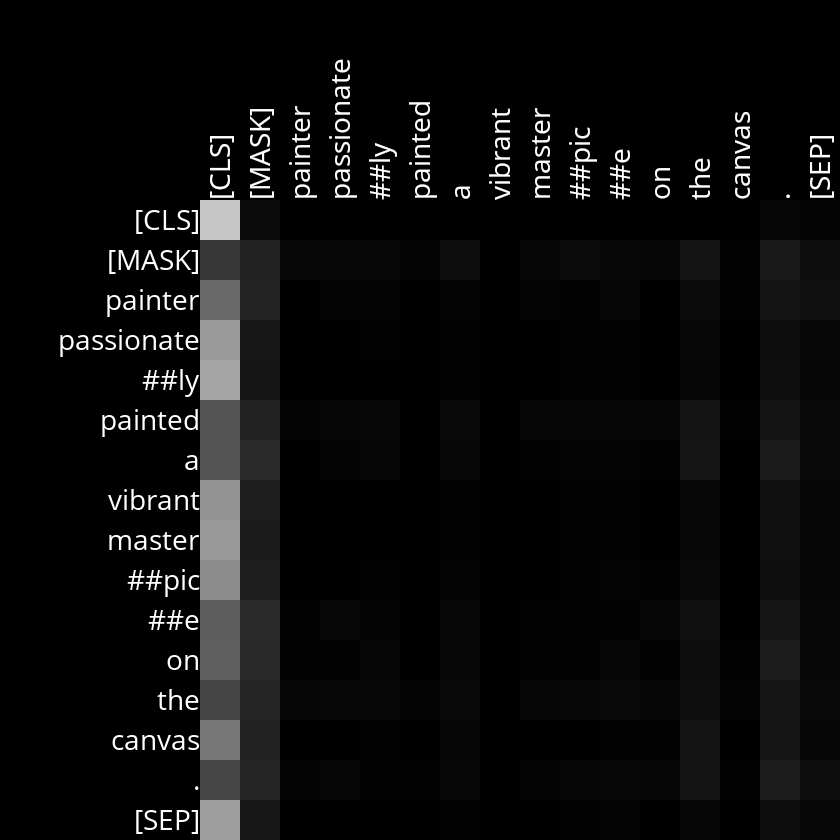 [CLS]
[MASK]
painter
passionate
##ly
painted
a
vibrant
master
##pic
##e
on
the
canvas
.
[SEP]
[CLS]
[MASK]
painter
passionate
##ly
painted
a
vibrant
master
##pic
##e
on
the
canvas
.
[SEP]